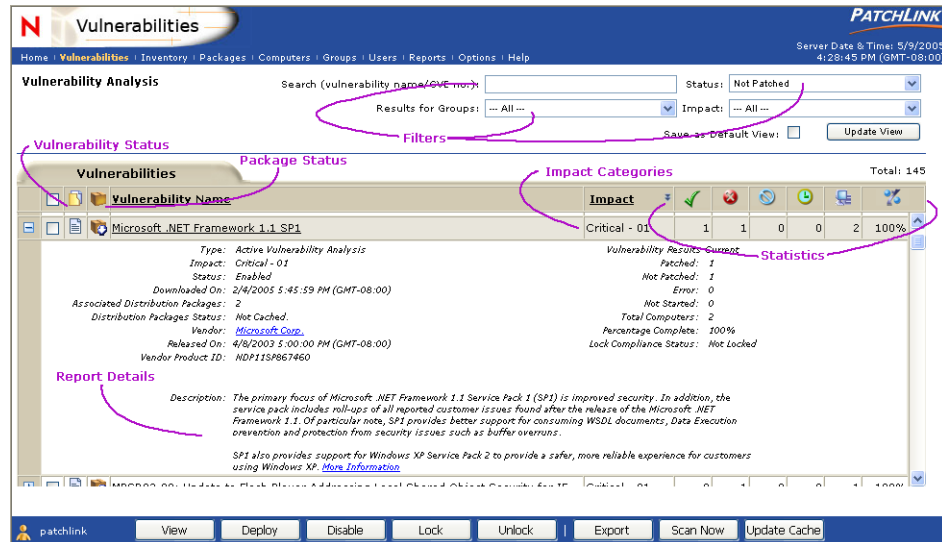 N Vulnerabilities
PATCHLINK
Home | Vulnerabilities | Inventory | Packages | Computers | Groups | Users | Reports | Options | Help
Server Date & Time: 5/9/2005
4:28:45 PM (GMT-08:00)
Vulnerability Analysis
Search (vulnerability name/CVE no.):
Status: Not Patched
Results for Groups: --- All ---
Impact: --- All ---
Filters
Save as Default View:
Update View
Vulnerability Status
Package Status
Vulnerabilities
Impact Categories
Total: 145
Vulnerability Name
Impact
Microsoft .NET Framework 1.1 SP1
Critical - 01 1 1 0 0 2 100%
Statistics
Type: Active Vulnerability Analysis
Impact: Critical - 01
Status: Enabled
Downloaded On: 2/4/2005 5:45:59 PM (GMT-08:00)
Associated Distribution Packages: 2
Distribution Packages Status: Not Cached.
Vendor: Microsoft Corp.
Released On: 4/8/2003 5:00:00 PM (GMT-08:00)
Vendor Product ID: NDP11SP867460
Vulnerability Results Current
Patched: 1
Not Patched: 1
Error: 0
Not Started: 0
Total Computers: 2
Percentage Complete: 100%
Lock Compliance Status: Not Locked
Report Details
Description: The primary focus of Microsoft .NET Framework 1.1 Service Pack 1 (SP1) is improved security. In addition, the
service pack includes roll-ups of all reported customer issues found after the release of the Microsoft .NET
Framework 1.1. Of particular note, SP1 provides better support for consuming WSDL documents, Data Execution
prevention and protection from security issues such as buffer overruns.
SP1 also provides support for Windows XP Service Pack 2 to provide a safer, more reliable experience for customers
using Windows XP. More Information
Update to Flash Player Addressing Local Shared Object Security for IE
Critical - 01 0 1 0 0 1 100%
patchlink
View
Deploy
Disable
Lock
Unlock
|
Export
Scan Now
Update Cache